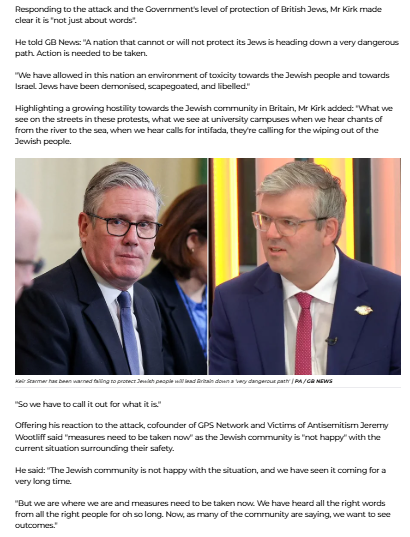 Responding to the attack and the Government's level of protection of British Jews, Mr Kirk made
clear it is "not just about words".
He told GB News: "A nation that cannot or will not protect its Jews is heading down a very dangerous
path. Action is needed to be taken.
"We have allowed in this nation an environment of toxicity towards the Jewish people and towards
Israel. Jews have been demonised, scapegoated, and libelled."
Highlighting a growing hostility towards the Jewish community in Britain, Mr Kirk added: "What we
see on the streets in these protests, what we see at university campuses when we hear chants of
from the river to the sea, when we hear calls for intifada, they're calling for the wiping out of the
Jewish people.
Keir Starmer has been warned failing to protect Jewish people will lead Britain down a 'very dangerous path' | PA / GB NEWS
"So we have to call it out for what it is."
Offering his reaction to the attack, cofounder of GPS Network and Victims of Antisemitism Jeremy
Wootliff said "measures need to be taken now" as the Jewish community is "not happy" with the
current situation surrounding their safety.
He said: "The Jewish community is not happy with the situation, and we have seen it coming for a
very long time.
"But we are where we are and measures need to be taken now. We have heard all the right words
from all the right people for oh so long. Now, as many of the community are saying, we want to see
outcomes."